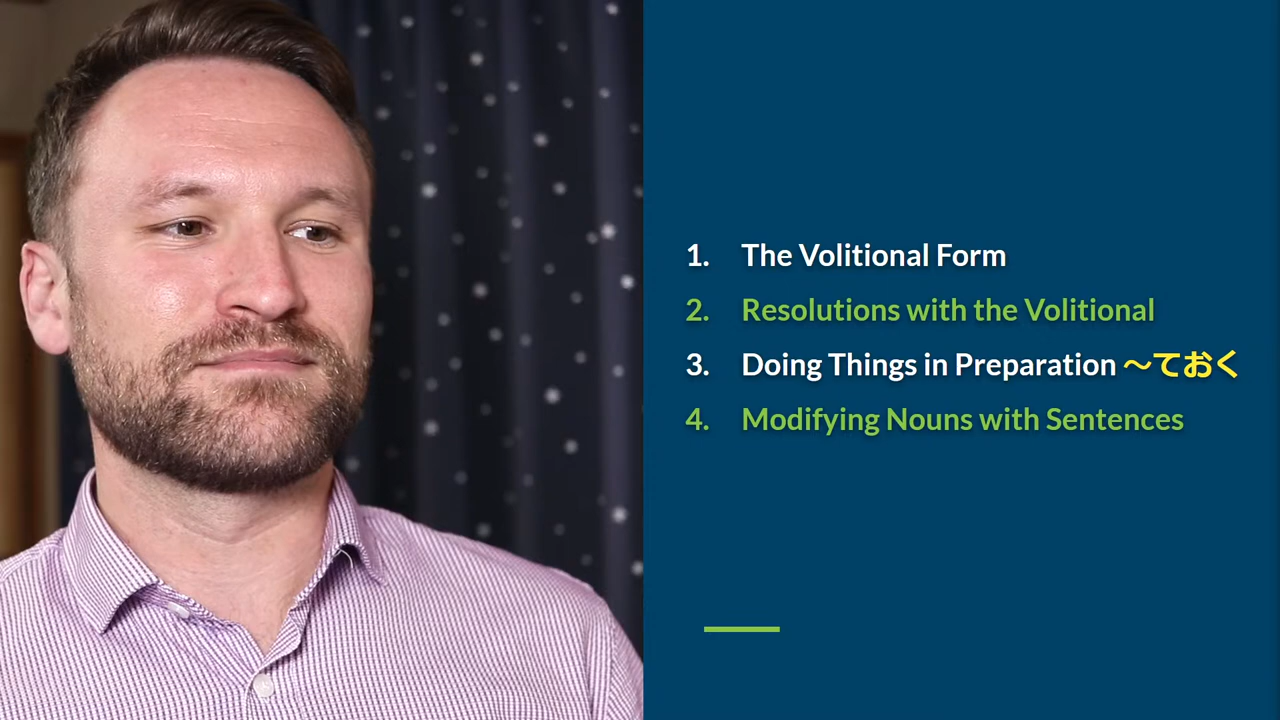 1. The Volitional Form
2. Resolutions with the Volitional
3. Doing Things in Preparation ～ておく
4. Modifying Nouns with Sentences